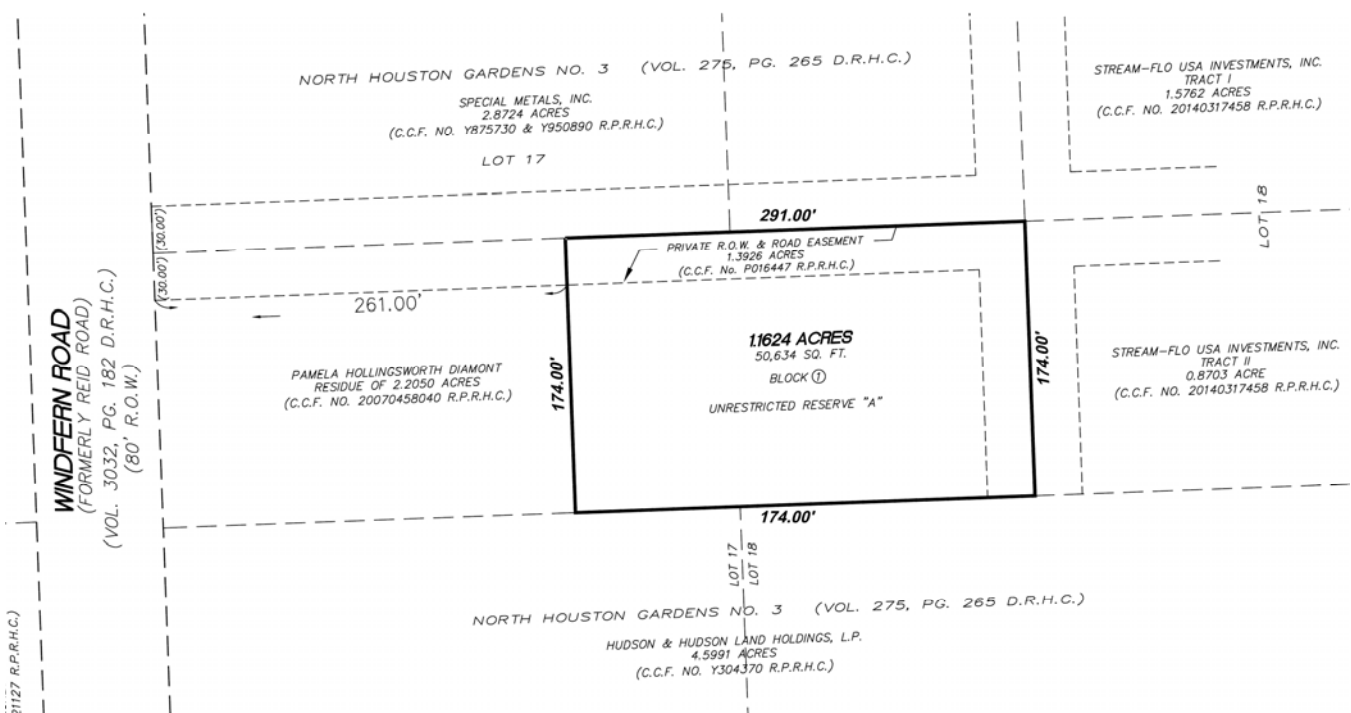 NORTH HOUSTON GARDENS NO. 3 (VOL. 275, PG. 265 D.R.H.C.)
SPECIAL METALS, INC.
2.8724 ACRES
(C.C.F. NO. Y875730 & Y950890 R.P.R.H.C.)
LOT 17
STREAM-FLO USA INVESTMENTS, INC.
TRACT I
1.5762 ACRES
(C.C.F. NO. 20140317458 R.P.R.H.C.)
LOT 18
(30.00')
(30.00')
291.00'
PRIVATE R.O.W. & ROAD EASEMENT
1.3926 ACRES
(C.C.F. No. P016447 R.P.R.H.C.)
261.00'
WINDFERN ROAD
(FORMERLY REID ROAD)
(VOL. 3032, PG. 182 D.R.H.C.)
(80' R.O.W.)
PAMELA HOLLINGSWORTH DIAMONT
RESIDUE OF 2.2050 ACRES
(C.C.F. NO. 20070458040 R.P.R.H.C.)
174.00'
1.1624 ACRES
50,634 SQ. FT.
BLOCK 1
UNRESTRICTED RESERVE "A"
174.00'
STREAM-FLO USA INVESTMENTS, INC.
TRACT II
0.8703 ACRE
(C.C.F. NO. 20140317458 R.P.R.H.C.)
174.00'
LOT 17
LOT 18
NORTH HOUSTON GARDENS NO. 3 (VOL. 275, PG. 265 D.R.H.C.)
HUDSON & HUDSON LAND HOLDINGS, L.P.
4.5991 ACRES
(C.C.F. NO. Y304370 R.P.R.H.C.)
R.P.R.H.C.)